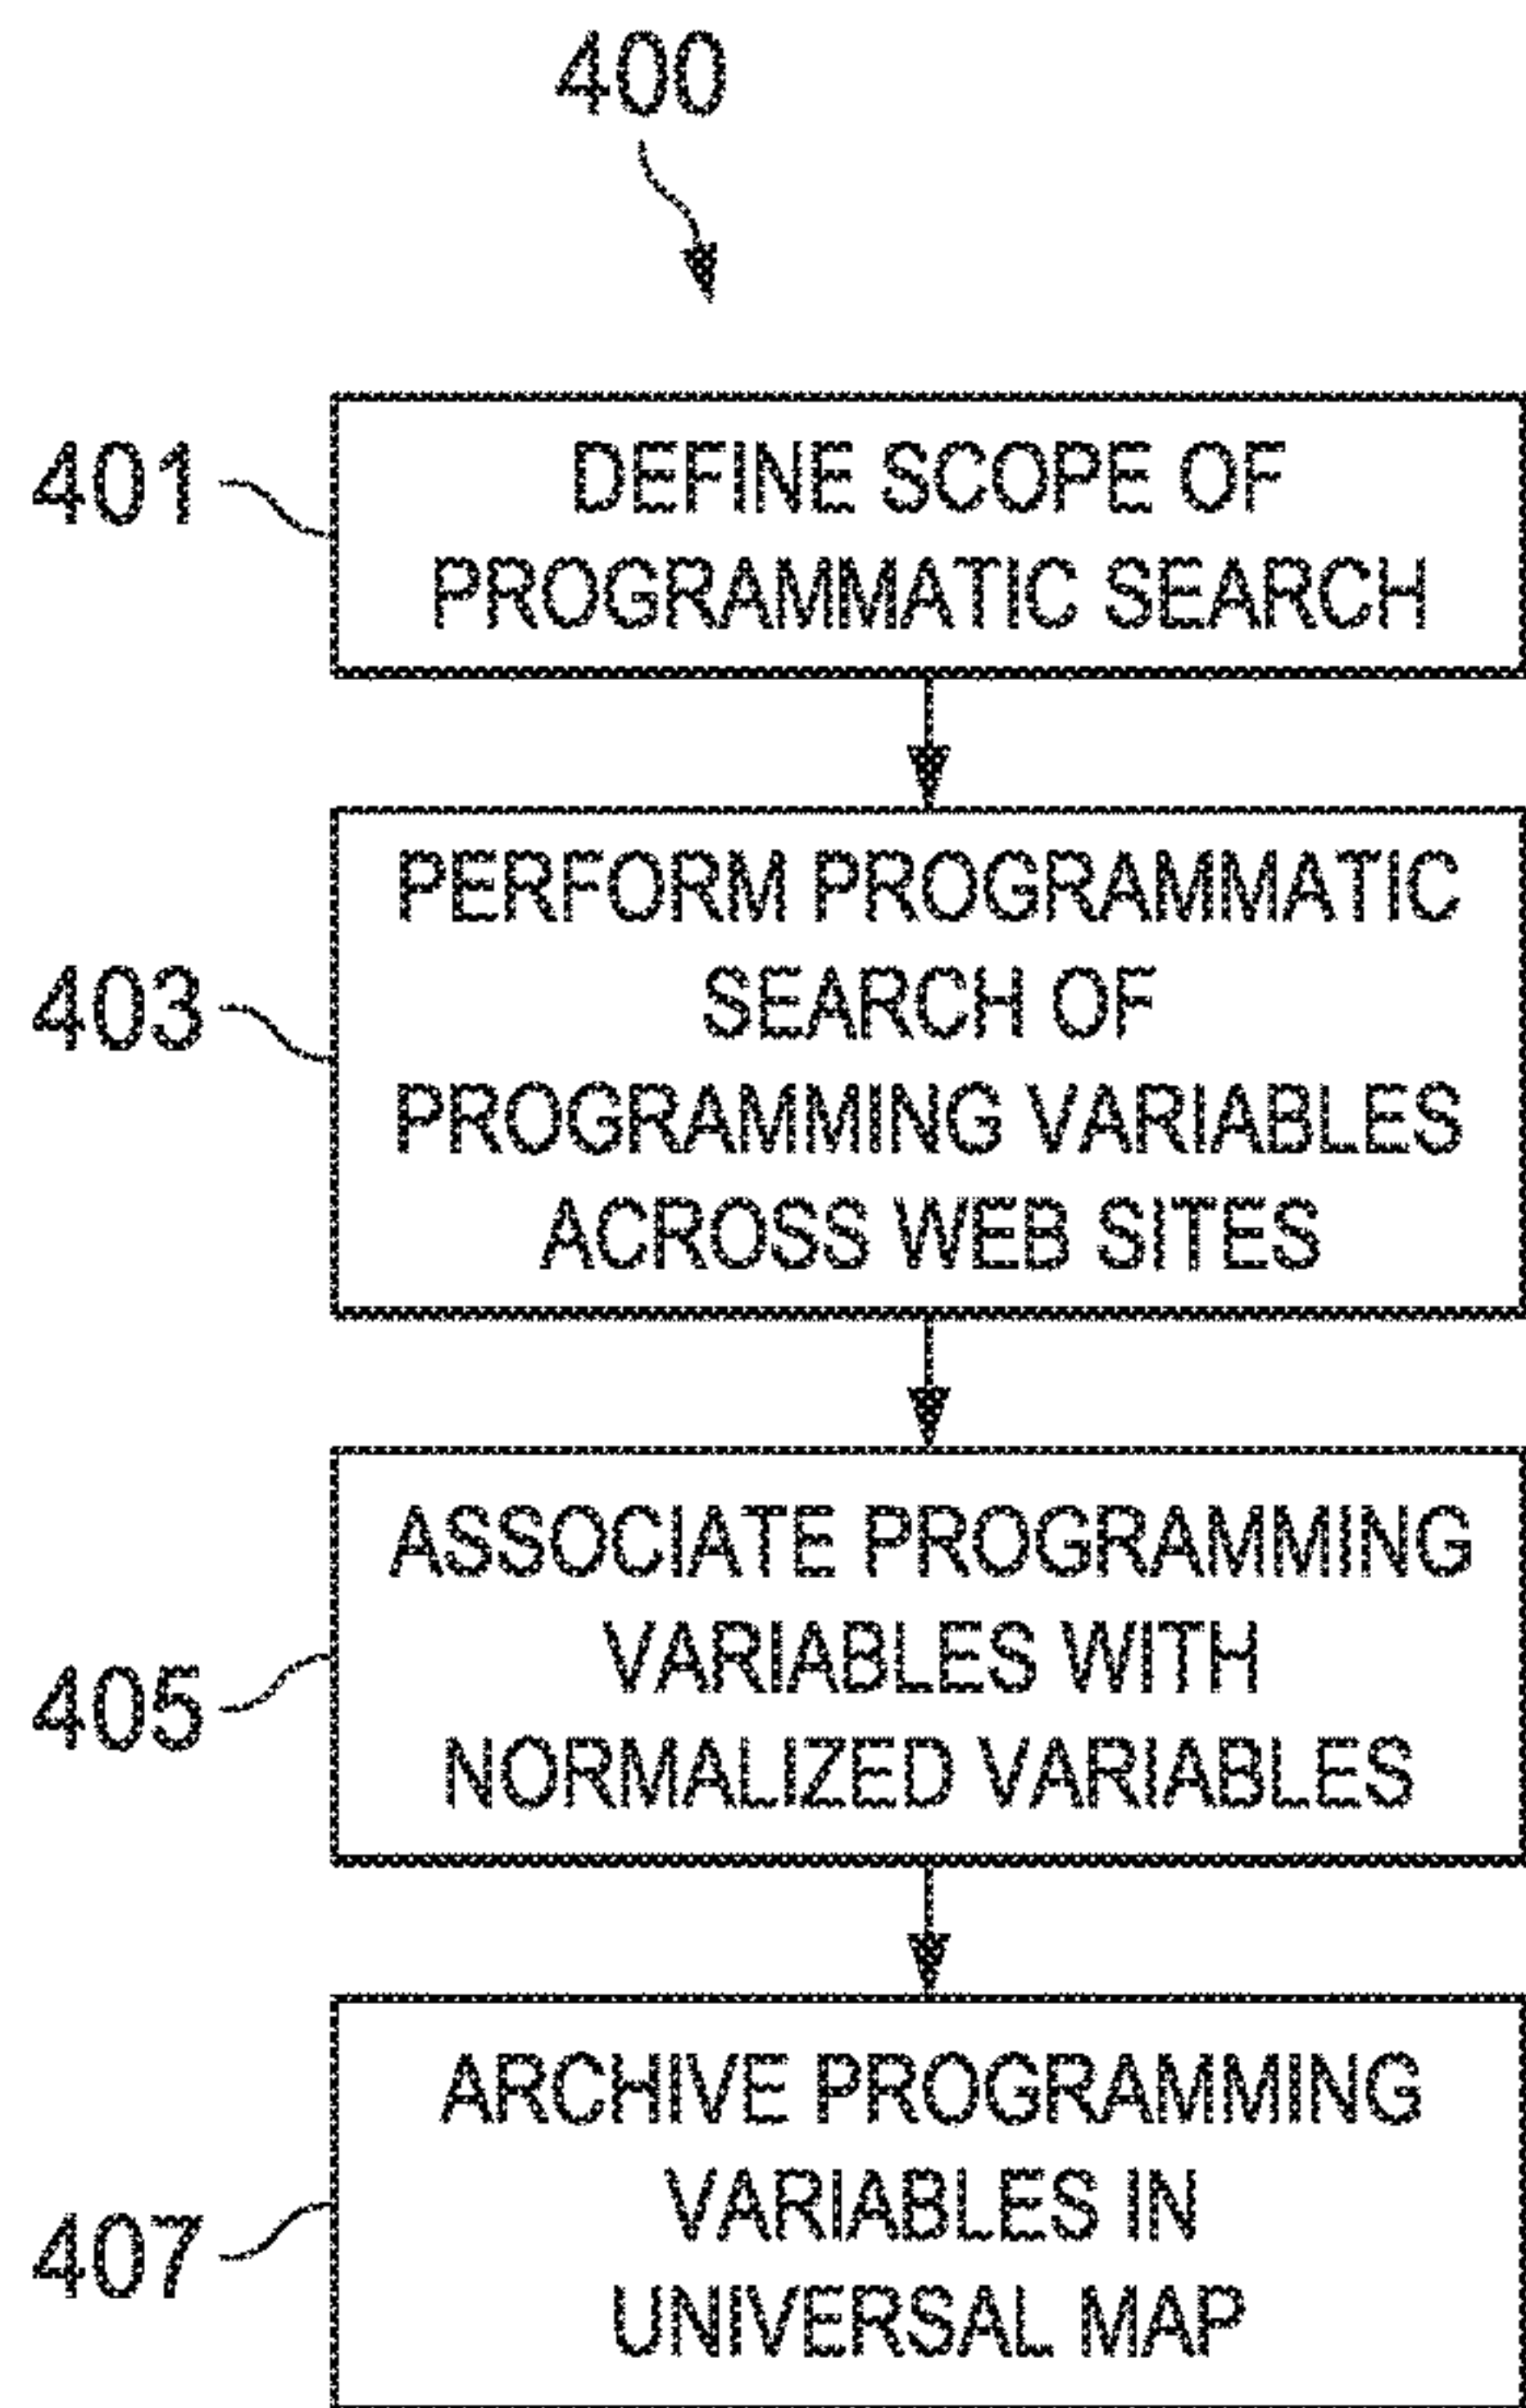 400
401
DEFINE SCOPE OF
PROGRAMMATIC SEARCH
403
PERFORM PROGRAMMATIC
SEARCH OF
PROGRAMMING VARIABLES
ACROSS WEB SITES
405
ASSOCIATE PROGRAMMING
VARIABLES WITH
NORMALIZED VARIABLES
407
ARCHIVE PROGRAMMING
VARIABLES IN
UNIVERSAL MAP